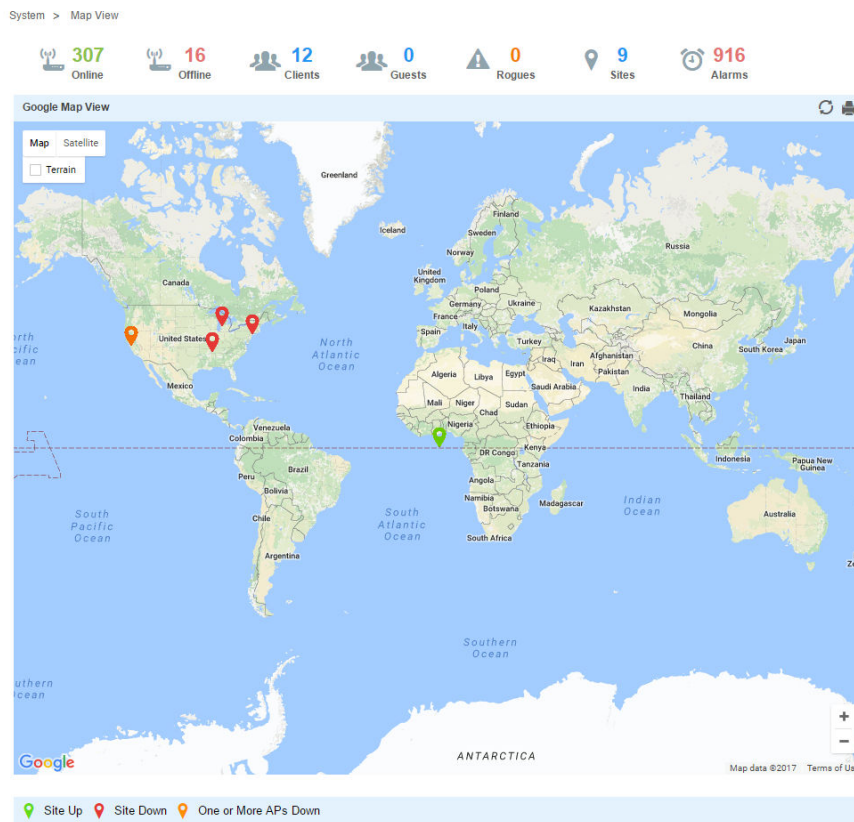 System > Map View
307 Online
16 Offline
12 Clients
0 Guests
0 Rogues
9 Sites
916 Alarms
Google Map View
Map Satellite
Terrain
Greenland
Iceland
Finland
Sweden
Norway
Russia
Canada
United
Kingdom
Poland
Germany
Ukraine
France
Italy
Spain
Turkey
Kazakhstan
Mongolia
China
South Korea
Japan
United States
North
Atlantic
Ocean
Iraq
Iran
Afghanistan
Pakistan
Algeria
Libya
Egypt
Saudi Arabia
India
Thailand
Mexico
Mali
Niger
Chad
Sudan
Nigeria
Ethiopia
Venezuela
Colombia
DR Congo
Kenya
Tanzania
Indonesia
Papua New
Guinea
Peru
Brazil
Bolivia
Angola
Namibia
Botswana
Madagascar
Indian
Ocean
Australia
South
Pacific
Ocean
Chile
South
Atlantic
Ocean
South Africa
Argentina
Southern
Ocean
ANTARCTICA
Google
Map data ©2017 Terms of Us
Site Up Site Down One or More APs Down